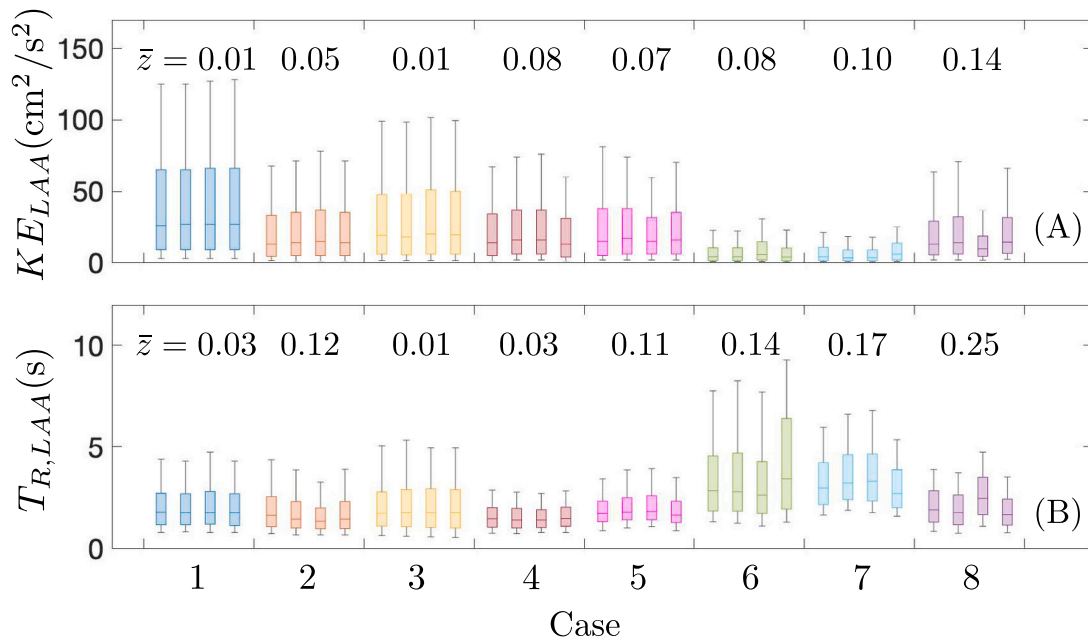 KE_{LAA}(cm²/s²)
150
100
50
0
z̄ = 0.01 0.05 0.01 0.08 0.07 0.08 0.10 0.14
(A)
T_{R,LAA}(s)
10
5
0
z̄ = 0.03 0.12 0.01 0.03 0.11 0.14 0.17 0.25
(B)
1 2 3 4 5 6 7 8
Case